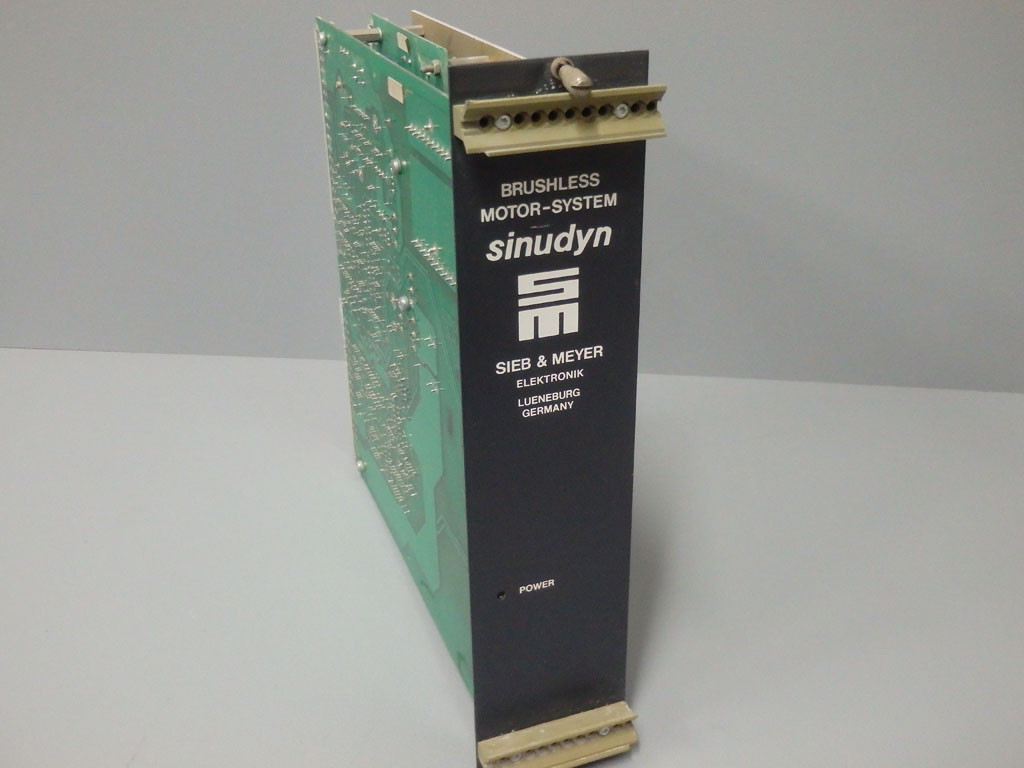 BRUSHLESS
MOTOR-SYSTEM
sinudyn
SM
SIEB & MEYER
ELEKTRONIK
LUENEBURG
GERMANY
POWER